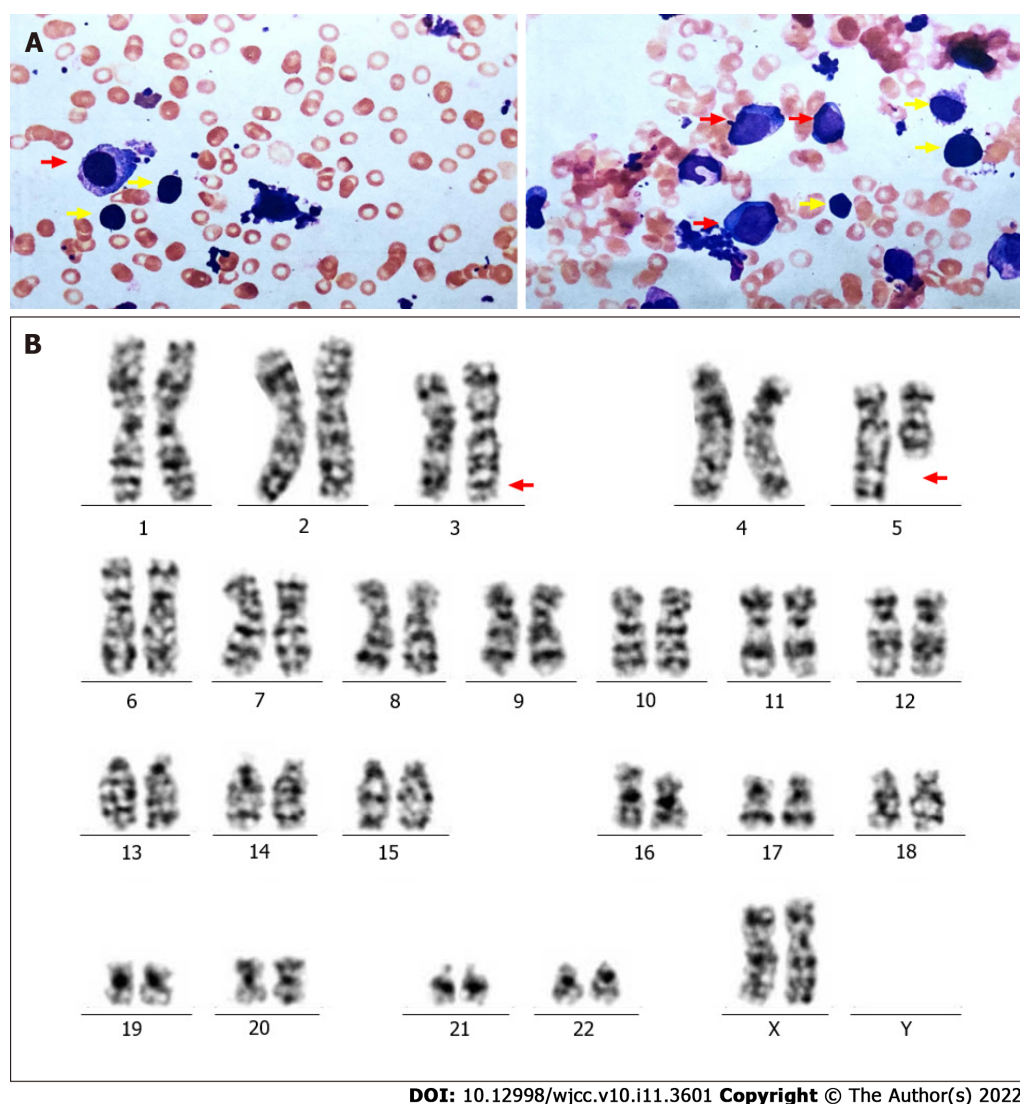 A
B
1 2 3 4 5
6 7 8 9 10 11 12
13 14 15 16 17 18
19 20 21 22 X Y
DOI: 10.12998/wjcc.v10.i11.3601 Copyright © The Author(s) 2022